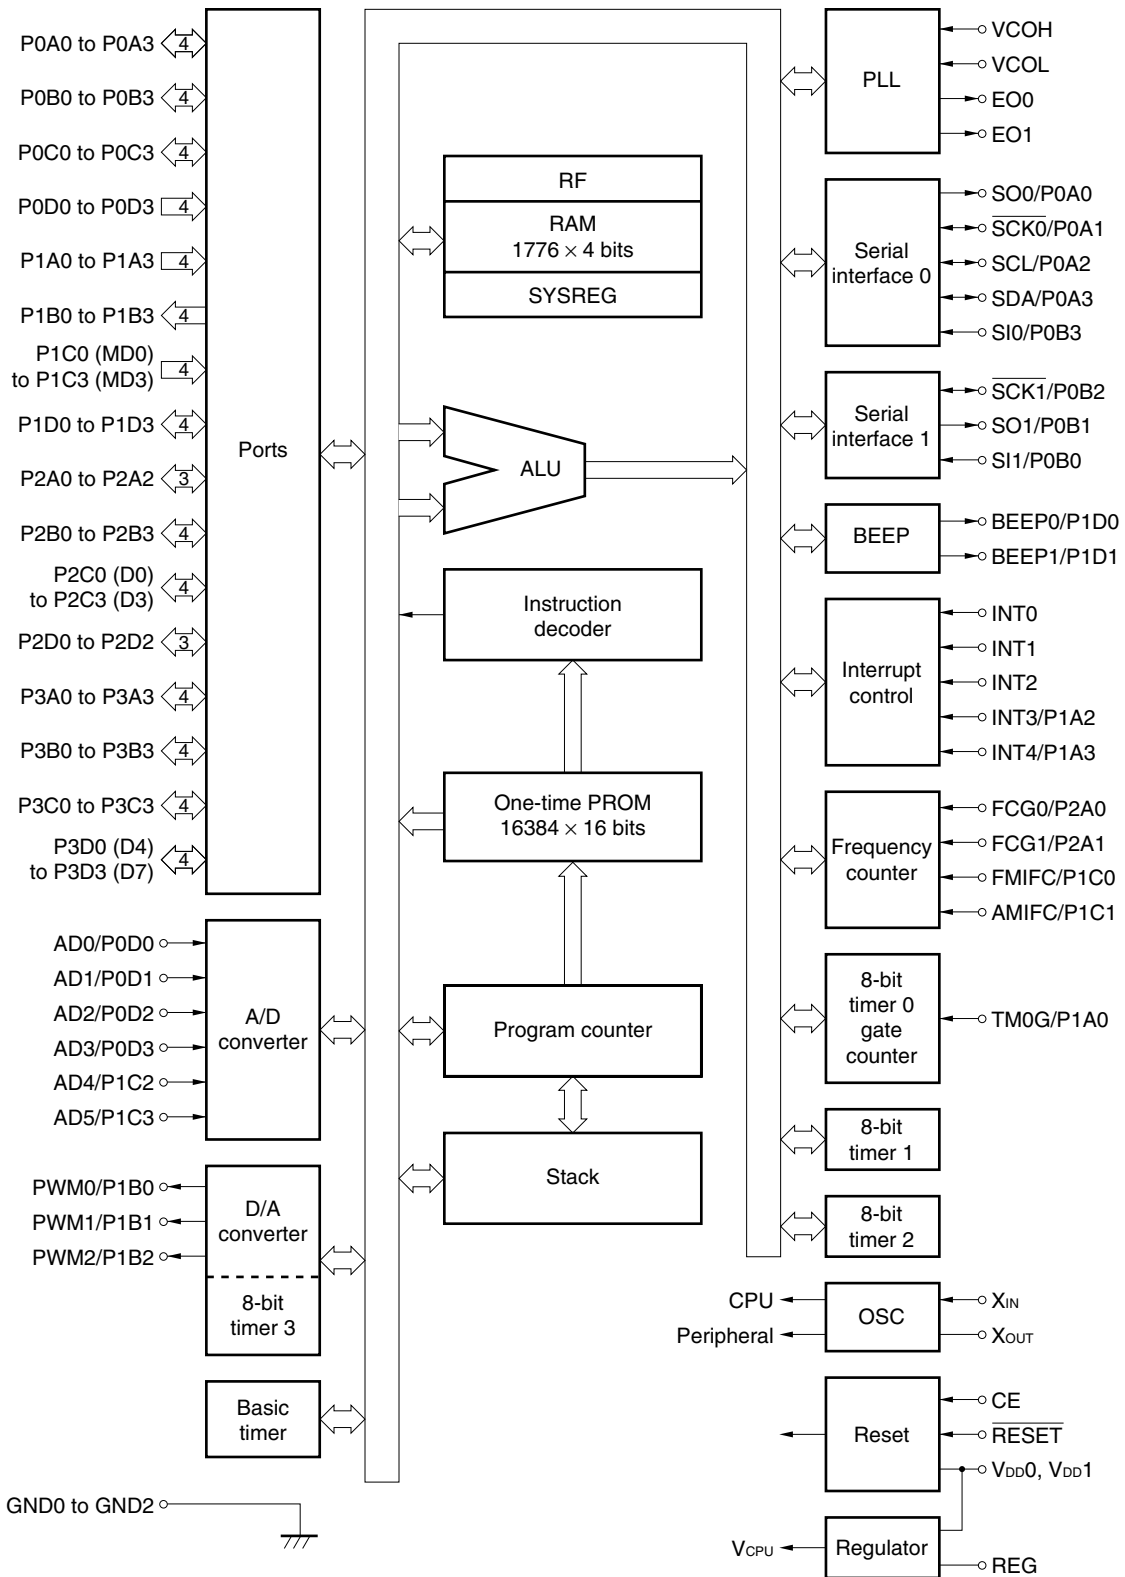 P0A0 to P0A3
4
P0B0 to P0B3
4
P0C0 to P0C3
4
P0D0 to P0D3
4
P1A0 to P1A3
4
P1B0 to P1B3
4
P1C0 (MD0)
to P1C3 (MD3)
4
P1D0 to P1D3
4
P2A0 to P2A2
3
P2B0 to P2B3
4
P2C0 (D0)
to P2C3 (D3)
4
P2D0 to P2D2
3
P3A0 to P3A3
4
P3B0 to P3B3
4
P3C0 to P3C3
4
P3D0 (D4)
to P3D3 (D7)
4
Ports
AD0/P0D0
AD1/P0D1
AD2/P0D2
AD3/P0D3
AD4/P1C2
AD5/P1C3
A/D
converter
PWM0/P1B0
PWM1/P1B1
PWM2/P1B2
D/A
converter
8-bit
timer 3
Basic
timer
GND0 to GND2
RF
RAM
1776 × 4 bits
SYSREG
ALU
Instruction
decoder
One-time PROM
16384 × 16 bits
Program counter
Stack
PLL
VCOH
VCOL
EO0
EO1
Serial
interface 0
SO0/P0A0
S̅C̅K̅0̅/P0A1
SCL/P0A2
SDA/P0A3
SI0/P0B3
Serial
interface 1
S̅C̅K̅1̅/P0B2
SO1/P0B1
SI1/P0B0
BEEP
BEEP0/P1D0
BEEP1/P1D1
Interrupt
control
INT0
INT1
INT2
INT3/P1A2
INT4/P1A3
Frequency
counter
FCG0/P2A0
FCG1/P2A1
FMIFC/P1C0
AMIFC/P1C1
8-bit
timer 0
gate
counter
TM0G/P1A0
8-bit
timer 1
8-bit
timer 2
CPU
Peripheral
OSC
XIN
XOUT
Reset
CE
R̅E̅S̅E̅T̅
VDD0, VDD1
VCPU
Regulator
REG